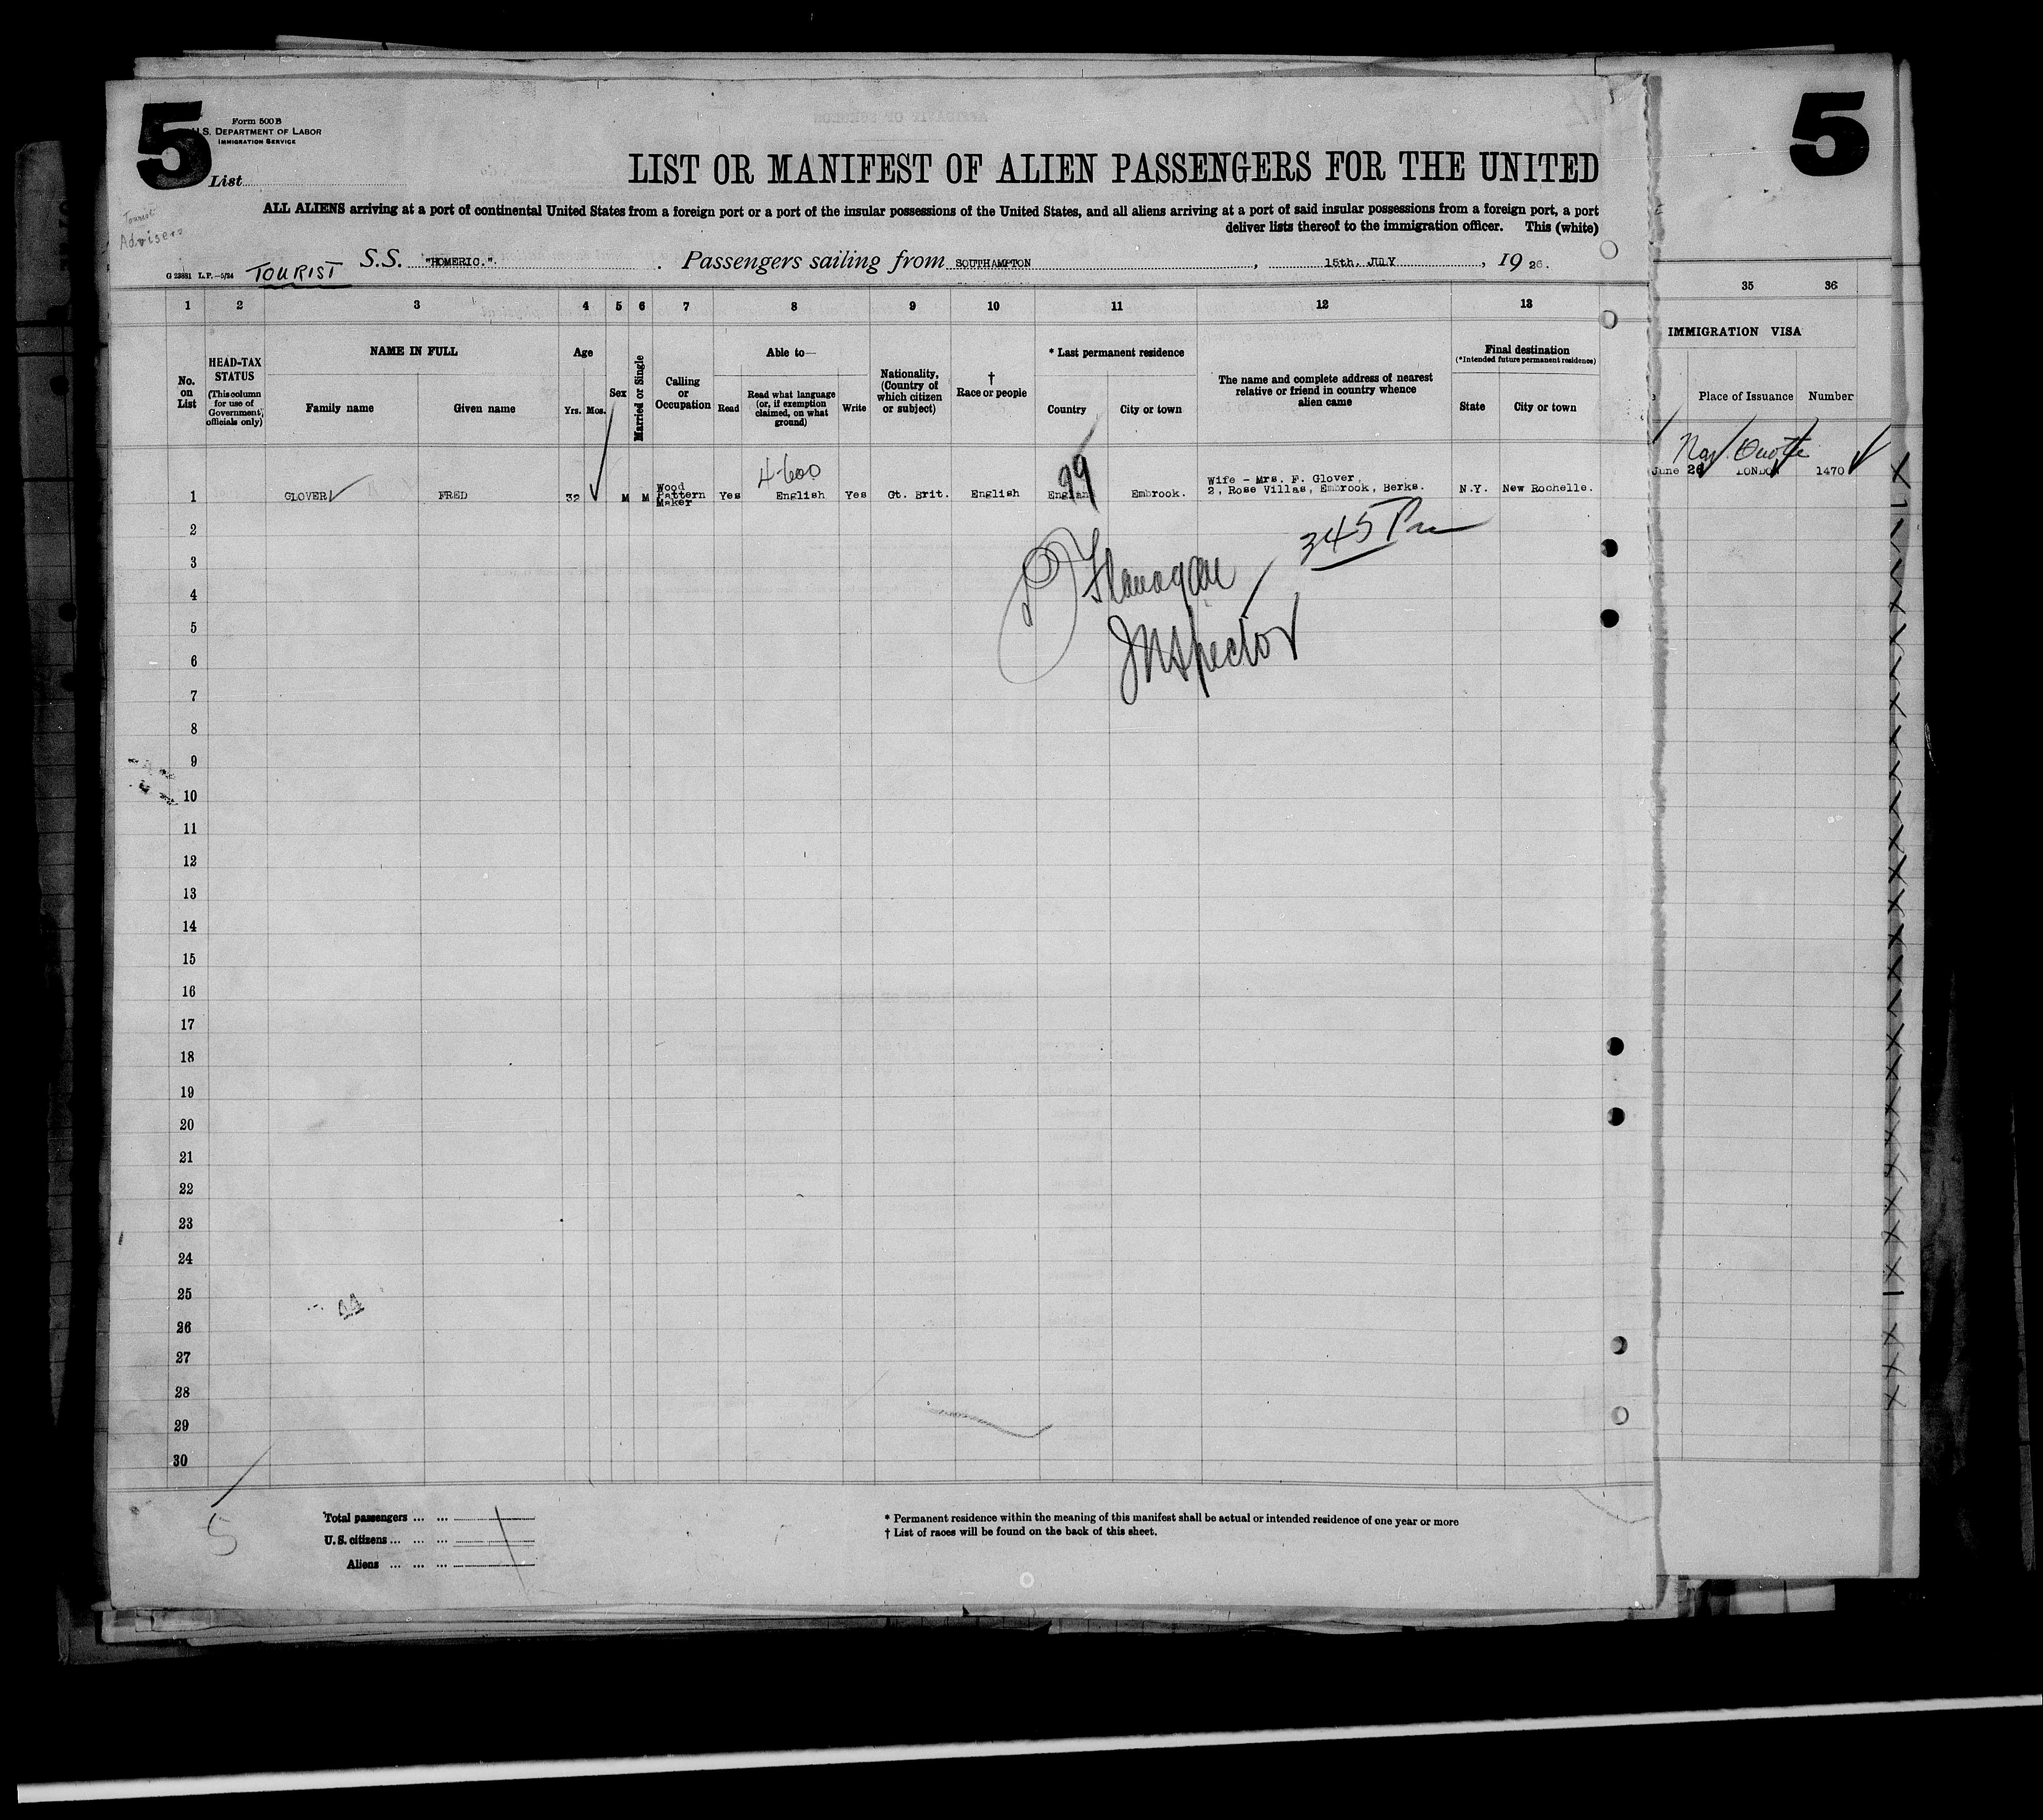 5
5
Form 500 B
U.S. DEPARTMENT OF LABOR
IMMIGRATION SERVICE
List
LIST OR MANIFEST OF ALIEN PASSENGERS FOR THE UNITED
Tourist
ALL ALIENS arriving at a port of continental United States from a foreign port or a port of the insular possessions of the United States, and all aliens arriving at a port of said insular possessions from a foreign port, a port
deliver lists thereof to the immigration officer. This (white)
G 23881 L.P.—5/24 TOURIST S.S. "HOMERIC.". Passengers sailing from SOUTHAMPTON, 15th. JULY, 1926.
1 2 3 4 5 6 7 8 9 10 11 12 13 35 36
No. on List
HEAD-TAX STATUS
(This column for use of Government officials only)
NAME IN FULL
Family name
Given name
Age
Yrs. Mos.
Sex
Married or Single
Calling or Occupation
Able to—
Read
Read what language (or, if exemption claimed, on what ground)
Write
Nationality, (Country of which citizen or subject)
† Race or people
* Last permanent residence
Country
City or town
The name and complete address of nearest relative or friend in country whence alien came
Final destination
(*Intended future permanent residence)
State
City or town
IMMIGRATION VISA
Place of Issuance
Number
4-600
99
1 GLOVER FRED 32 M M Wood Pattern Maker Yes English Yes Gt. Brit. English England Embrook. Wife - Mrs. F. Glover, 2, Rose Villas, Embrook, Berks. N.Y. New Rochelle.
Non Quota
June 26 LONDON 1470
345 Pm
Flanagan
Inspector
2
3
4
5
6
7
8
9
10
11
12
13
14
15
16
17
18
19
20
21
22
23
24
25
26
27
28
29
30
5
Total passengers ... ...
U.S. citizens ... ... ...
Aliens ... ... ...
* Permanent residence within the meaning of this manifest shall be actual or intended residence of one year or more
† List of races will be found on the back of this sheet.